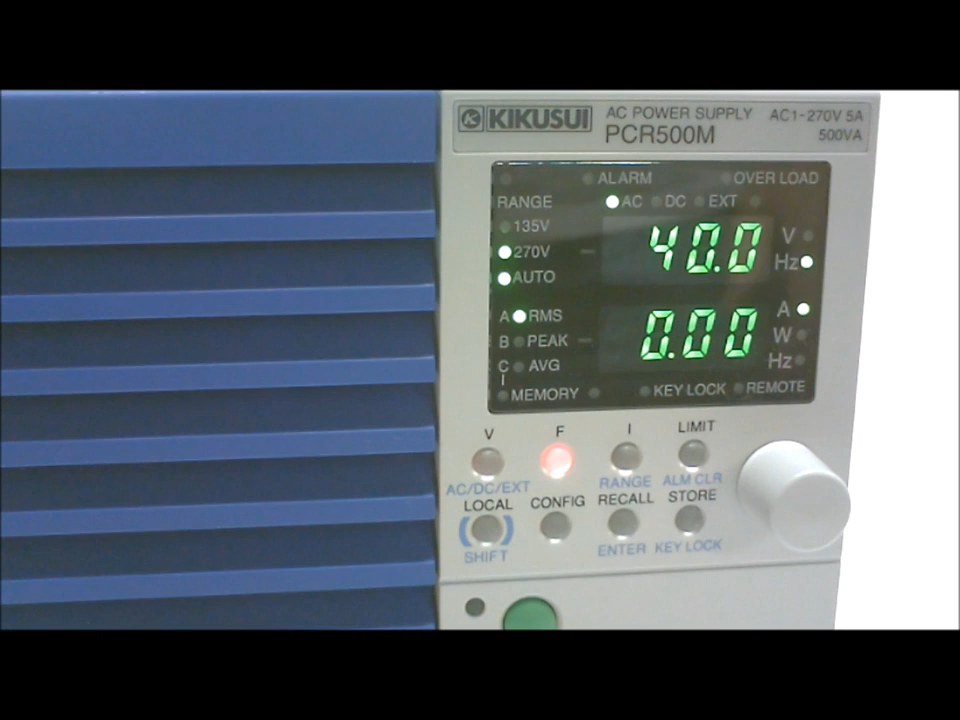 KIKUSUI AC POWER SUPPLY AC1-270V 5A
PCR500M 500VA
ALARM OVER LOAD
RANGE AC DC EXT
135V V
270V 40.0 Hz
AUTO
A RMS 0.00 A
B PEAK W
C AVG Hz
I
MEMORY KEY LOCK REMOTE
V F I LIMIT
AC/DC/EXT RANGE ALM CLR
LOCAL CONFIG RECALL STORE
SHIFT ENTER KEY LOCK